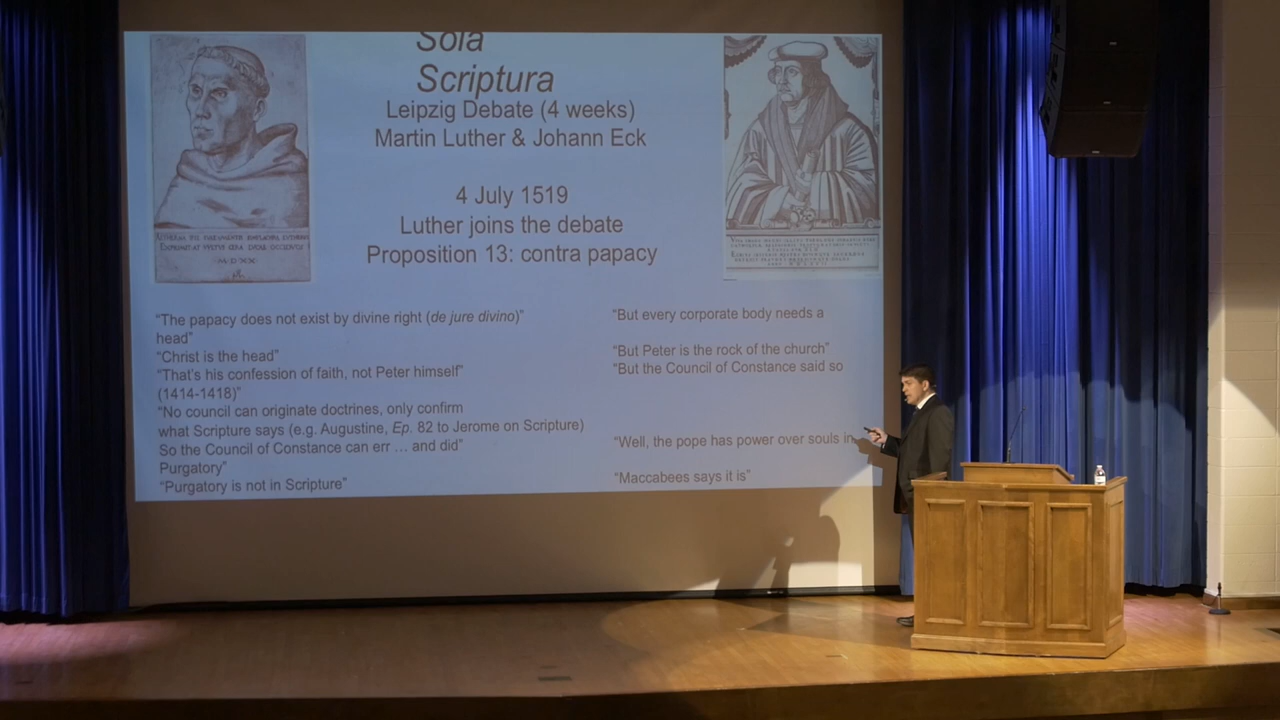 Sola
Scriptura
Leipzig Debate (4 weeks)
Martin Luther & Johann Eck
4 July 1519
Luther joins the debate
Proposition 13: contra papacy
“The papacy does not exist by divine right (de jure divino)” “But every corporate body needs a
head”
“Christ is the head” “But Peter is the rock of the church”
“That's his confession of faith, not Peter himself” “But the Council of Constance said so
(1414-1418)”
“No council can originate doctrines, only confirm
what Scripture says (e.g. Augustine, Ep. 82 to Jerome on Scripture)
So the Council of Constance can err … and did” “Well, the pope has power over souls in
Purgatory”
“Purgatory is not in Scripture” “Maccabees says it is”